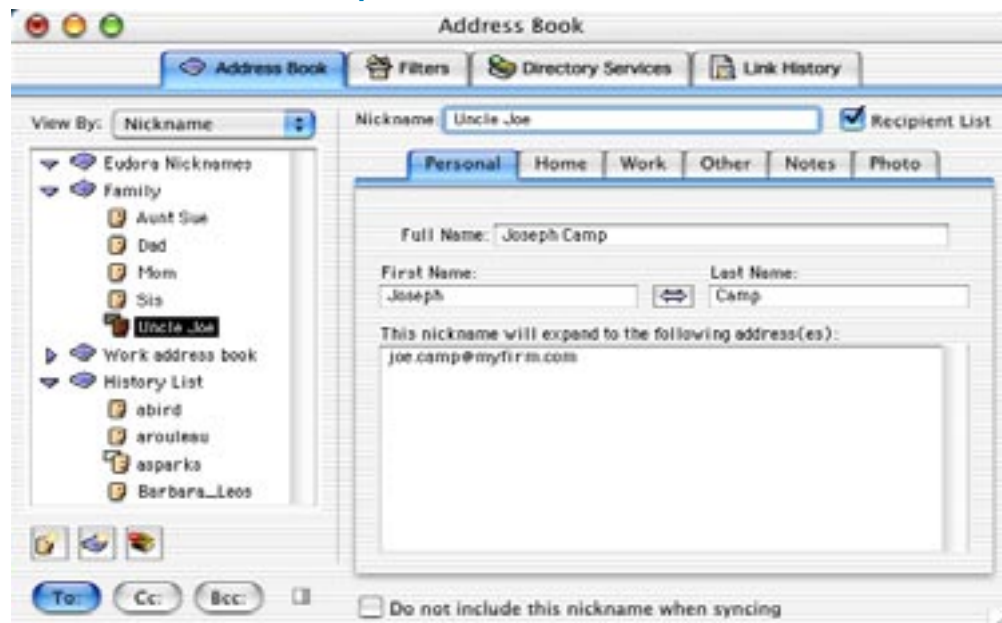 Address Book
Address Book Filters Directory Services Link History
View By: Nickname
Eudora Nicknames
Family
Aunt Sue
Dad
Mom
Sis
Uncle Joe
Work address book
History List
abird
arouleau
asparks
Barbara_Leos
To: Cc: Bcc:
Nickname: Uncle Joe Recipient List
Personal Home Work Other Notes Photo
Full Name: Joseph Camp
First Name: Last Name:
Joseph Camp
This nickname will expand to the following address(es):
joe.camp@myfirm.com
Do not include this nickname when syncing